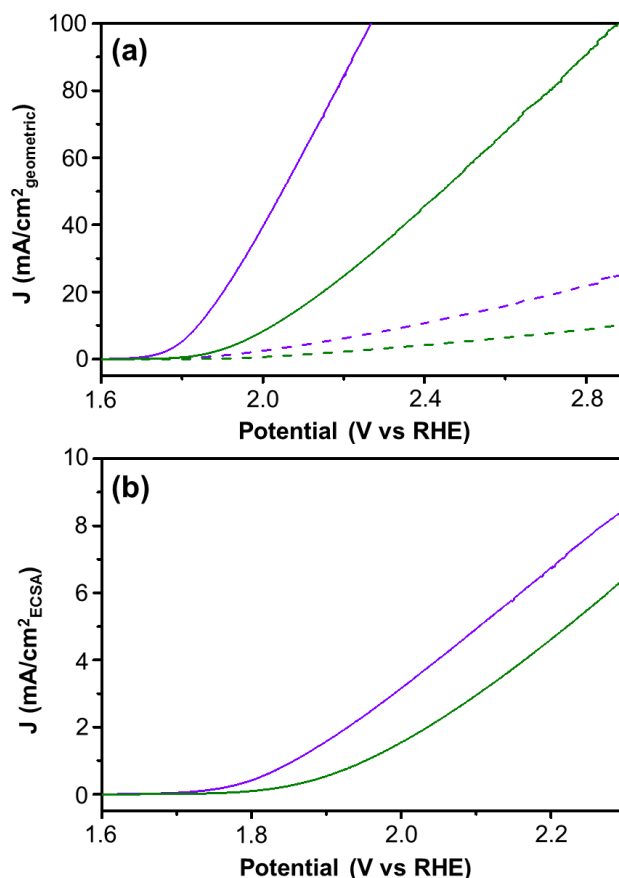 (a)
100
80
60
40
20
0
J (mA/cm²geometric)
1.6 2.0 2.4 2.8
Potential (V vs RHE)
(b)
10
8
6
4
2
0
J (mA/cm²ECSA)
1.6 1.8 2.0 2.2
Potential (V vs RHE)